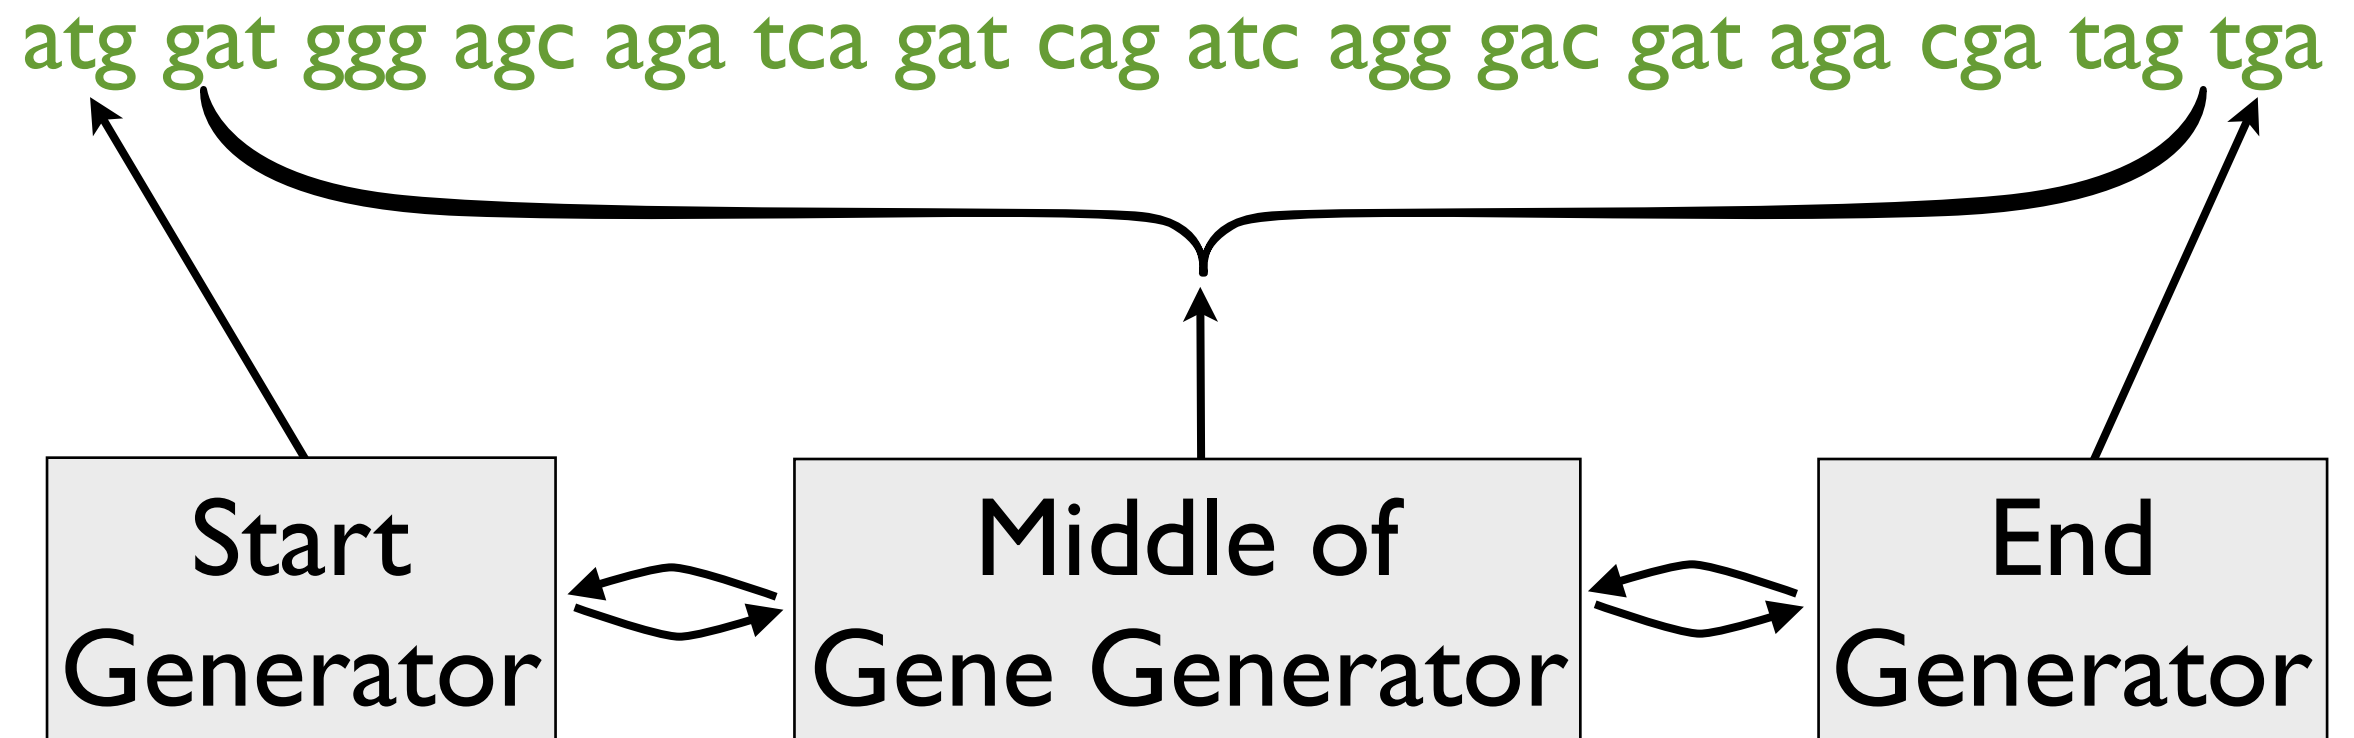 atg gat ggg agc aga tca gat cag atc agg gac gat aga cga tag tga
Start
Generator
Middle of
Gene Generator
End
Generator